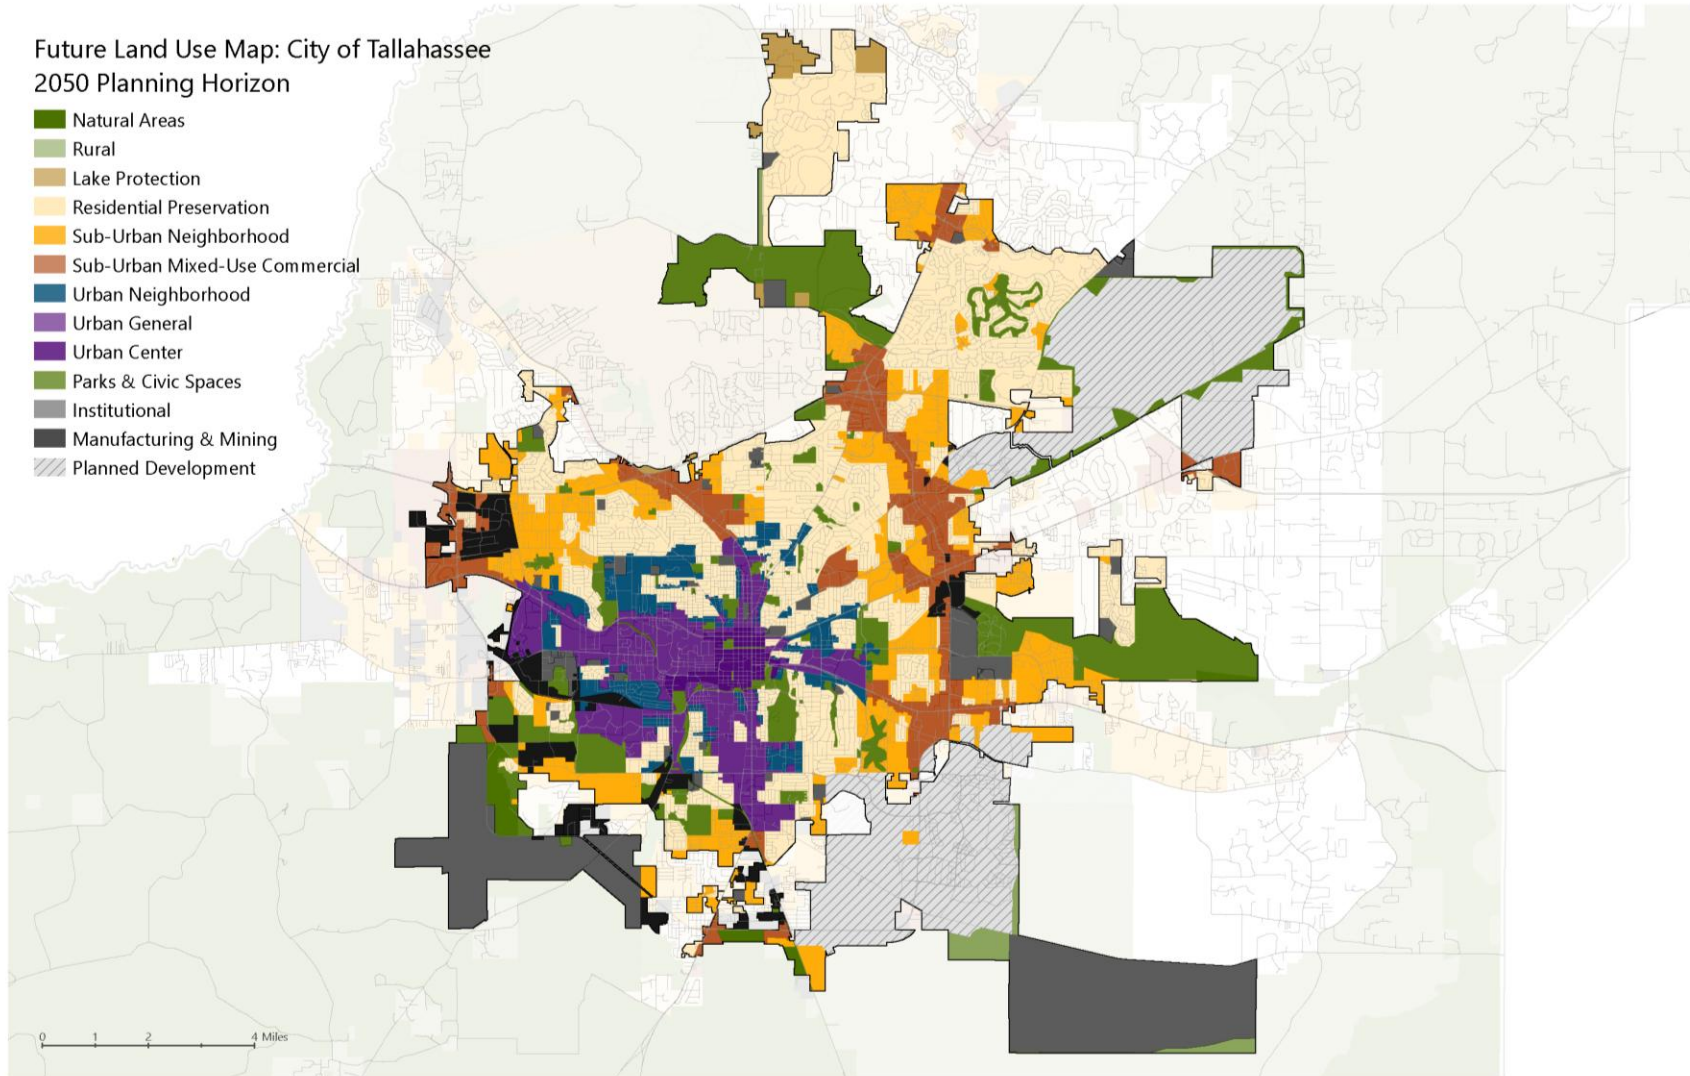 Future Land Use Map: City of Tallahassee
2050 Planning Horizon
Natural Areas
Rural
Lake Protection
Residential Preservation
Sub-Urban Neighborhood
Sub-Urban Mixed-Use Commercial
Urban Neighborhood
Urban General
Urban Center
Parks & Civic Spaces
Institutional
Manufacturing & Mining
Planned Development
0 1 2 4 Miles